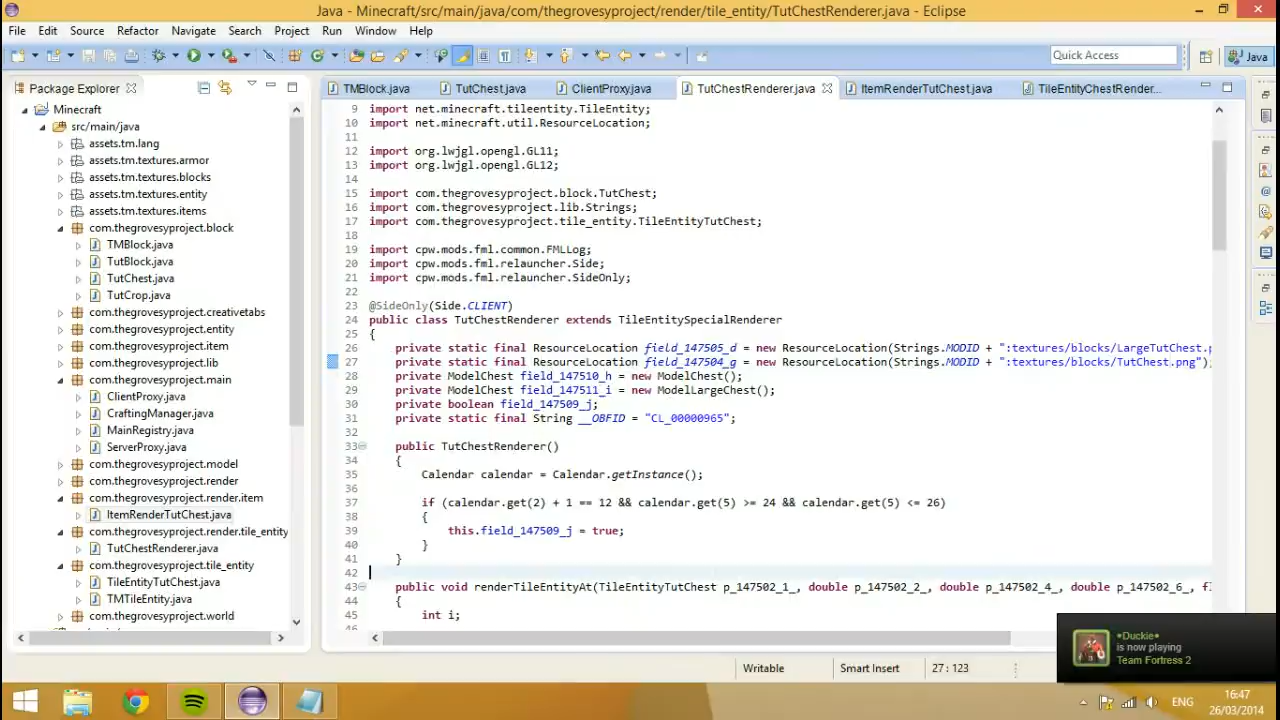 Java - Minecraft/src/main/java/com/thegrovesyproject/render/tile_entity/TutChestRenderer.java - Eclipse
File Edit Source Refactor Navigate Search Project Run Window Help
Quick Access
Java
Package Explorer
TMBlock.java TutChest.java ClientProxy.java TutChestRenderer.java ItemRenderTutChest.java TileEntityChestRender...
Minecraft
src/main/java
assets.tm.lang
assets.tm.textures.armor
assets.tm.textures.blocks
assets.tm.textures.entity
assets.tm.textures.items
com.thegrovesyproject.block
TMBlock.java
TutBlock.java
TutChest.java
TutCrop.java
com.thegrovesyproject.creativetabs
com.thegrovesyproject.entity
com.thegrovesyproject.item
com.thegrovesyproject.lib
com.thegrovesyproject.main
ClientProxy.java
CraftingManager.java
MainRegistry.java
ServerProxy.java
com.thegrovesyproject.model
com.thegrovesyproject.render
com.thegrovesyproject.render.item
ItemRenderTutChest.java
com.thegrovesyproject.render.tile_entity
TutChestRenderer.java
com.thegrovesyproject.tile_entity
TileEntityTutChest.java
TMTileEntity.java
com.thegrovesyproject.world
9 import net.minecraft.tileentity.TileEntity;
10 import net.minecraft.util.ResourceLocation;
11
12 import org.lwjgl.opengl.GL11;
13 import org.lwjgl.opengl.GL12;
14
15 import com.thegrovesyproject.block.TutChest;
16 import com.thegrovesyproject.lib.Strings;
17 import com.thegrovesyproject.tile_entity.TileEntityTutChest;
18
19 import cpw.mods.fml.common.FMLLog;
20 import cpw.mods.fml.relauncher.Side;
21 import cpw.mods.fml.relauncher.SideOnly;
22
23 @SideOnly(Side.CLIENT)
24 public class TutChestRenderer extends TileEntitySpecialRenderer
25 {
26 private static final ResourceLocation field_147505_d = new ResourceLocation(Strings.MODID + ":textures/blocks/LargeTutChest.p
27 private static final ResourceLocation field_147504_g = new ResourceLocation(Strings.MODID + ":textures/blocks/TutChest.png");
28 private ModelChest field_147510_h = new ModelChest();
29 private ModelChest field_147511_i = new ModelLargeChest();
30 private boolean field_147509_j;
31 private static final String __OBFID = "CL_00000965";
32
33 public TutChestRenderer()
34 {
35 Calendar calendar = Calendar.getInstance();
36
37 if (calendar.get(2) + 1 == 12 && calendar.get(5) >= 24 && calendar.get(5) <= 26)
38 {
39 this.field_147509_j = true;
40 }
41 }
42
43 public void renderTileEntityAt(TileEntityTutChest p_147502_1_, double p_147502_2_, double p_147502_4_, double p_147502_6_, fl
44 {
45 int i;
46
•Duckie•
is now playing
Team Fortress 2
Writable Smart Insert 27 : 123
ENG
16:47
26/03/2014